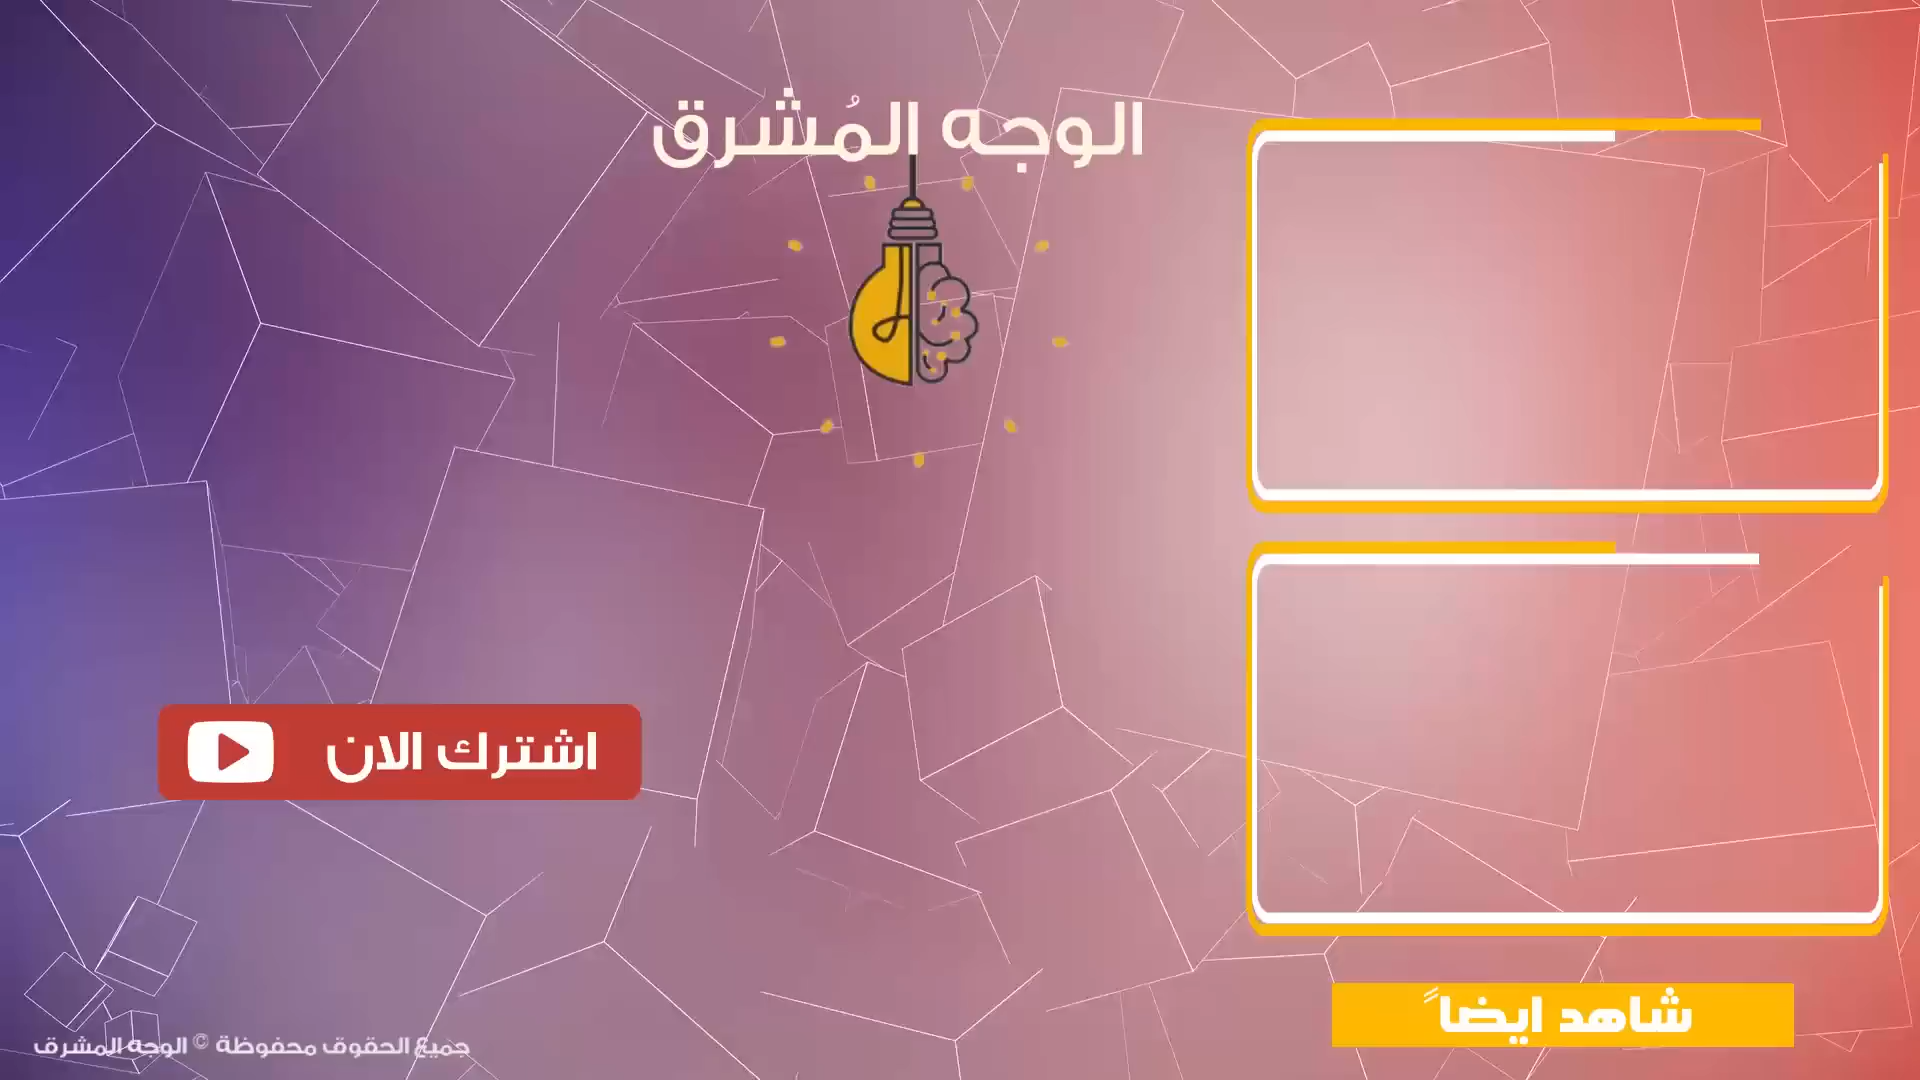 الوجه المُشرق
اشترك الان
شاهد ايضاً
جميع الحقوق محفوظة © الوجه المشرق